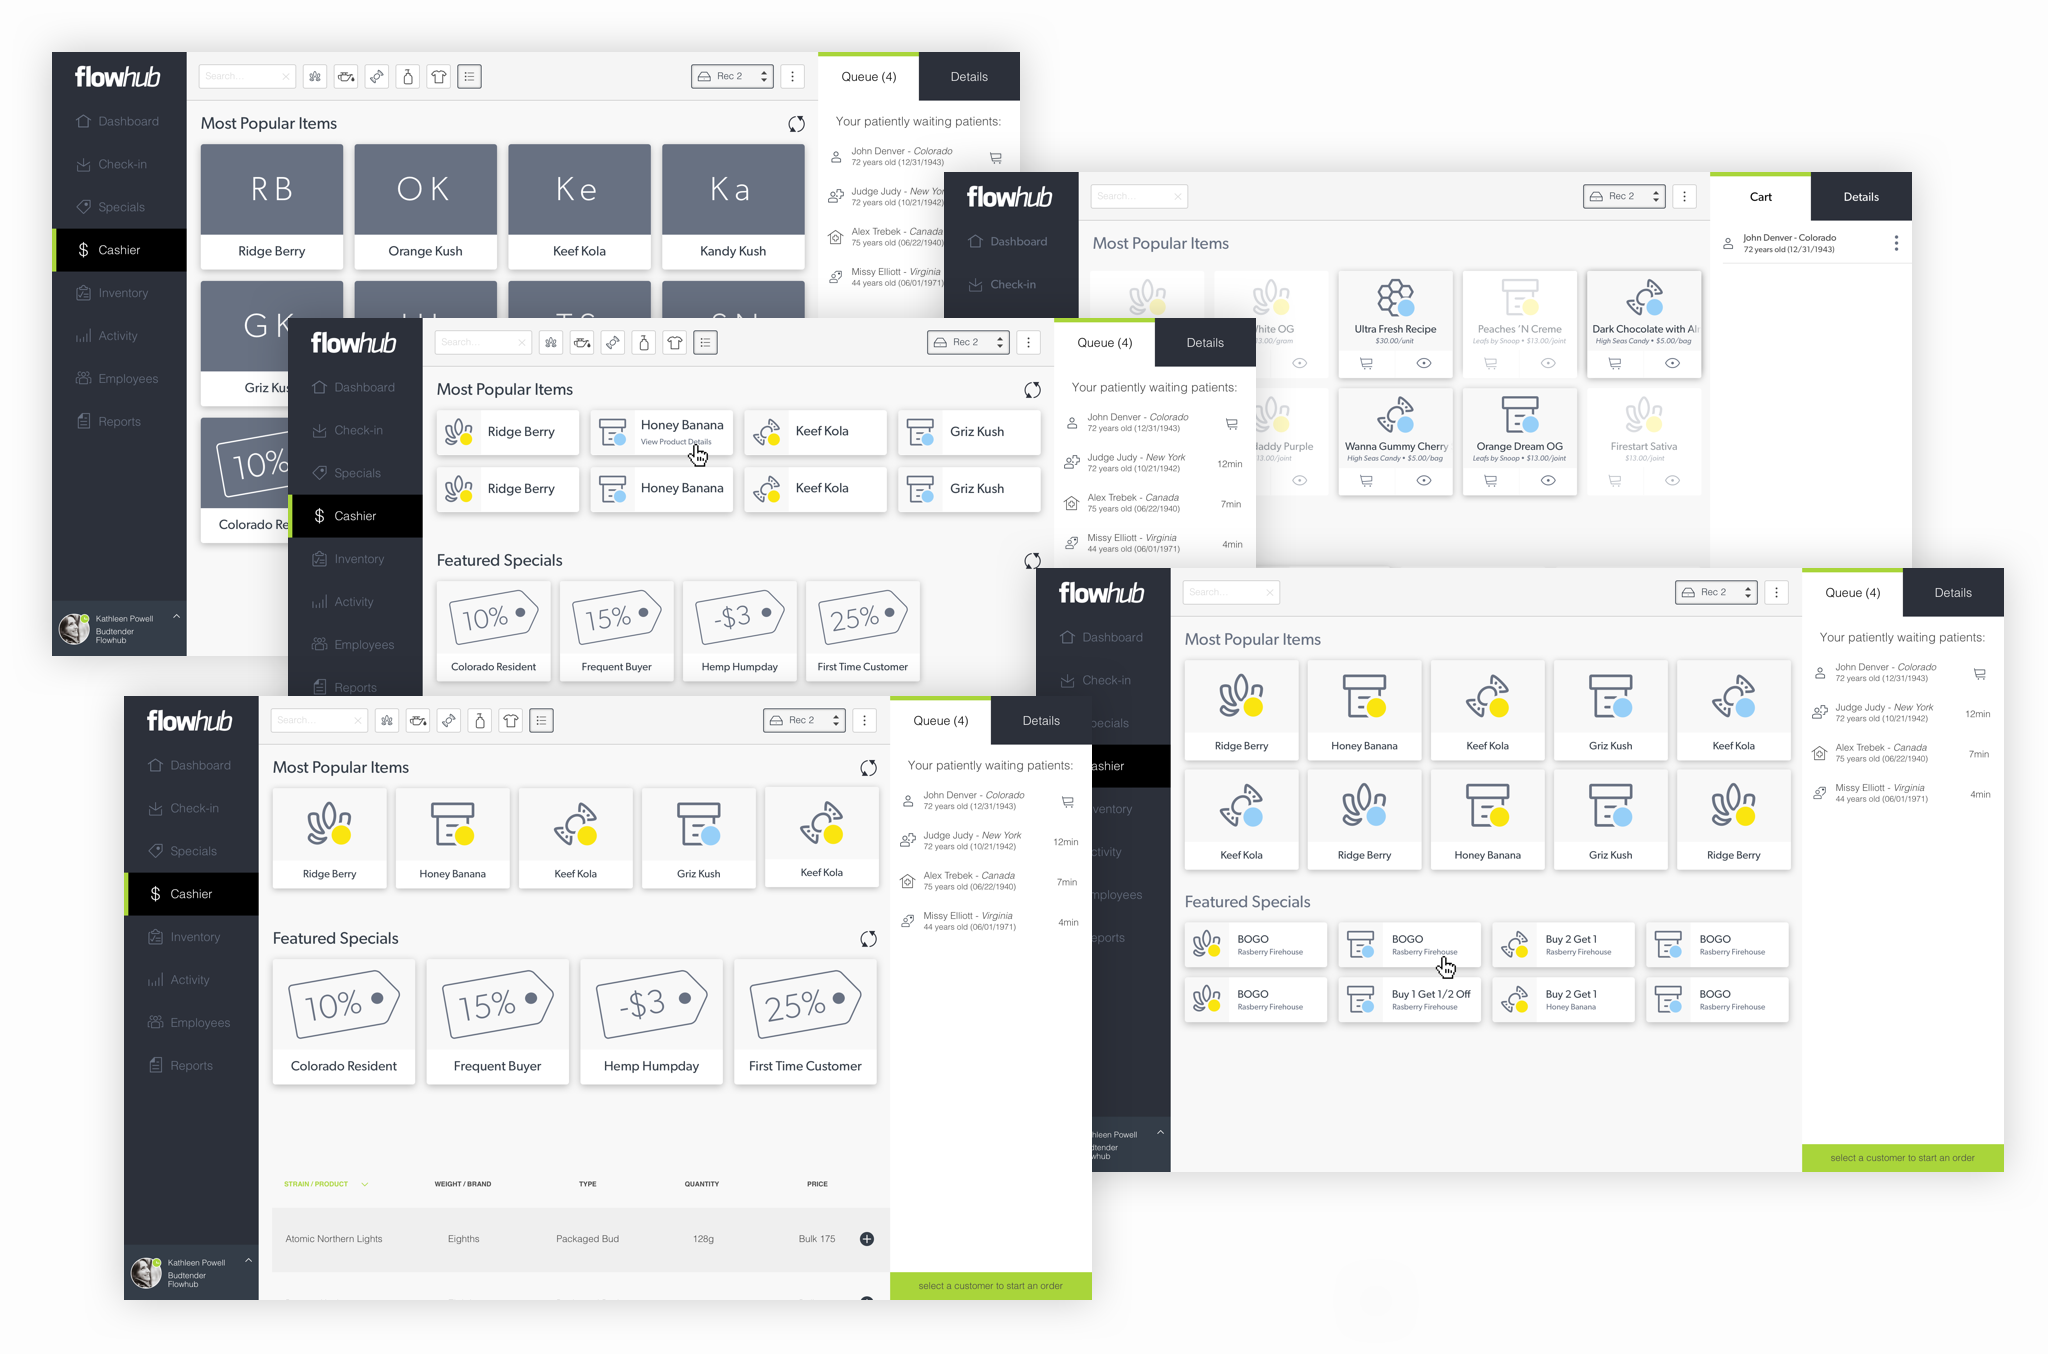 flowhub
Search...
Rec 2
Queue (4)
Details
Dashboard
Check-in
Specials
Cashier
Inventory
Activity
Employees
Reports
Kathleen Powell
Budtender
Flowhub
Most Popular Items
RB
OK
Ke
Ka
Ridge Berry
Orange Kush
Keef Kola
Kandy Kush
GK
Griz Kus
10%
Colorado Re
Your patiently waiting patients:
John Denver - Colorado
72 years old (12/31/1943)
Judge Judy - New Yor
72 years old (10/21/1942)
Alex Trebek - Canada
75 years old (06/22/1940)
Missy Elliott - Virginia
44 years old (06/01/1971)
flowhub
Search...
Rec 2
Cart
Details
Dashboard
Check-in
Most Popular Items
John Denver - Colorado
72 years old (12/31/1943)
hite OG
3.00/gram
Ultra Fresh Recipe
$30.00/unit
Peaches 'N Creme
Leafs by Snoop • $13.00/joint
Dark Chocolate with Al
High Seas Candy • $5.00/bag
addy Purple
3.00/joint
Wanna Gummy Cherry
High Seas Candy • $5.00/bag
Orange Dream OG
Leafs by Snoop • $13.00/joint
Firestart Sativa
$13.00/joint
flowhub
Search...
Rec 2
Queue (4)
Details
Dashboard
Check-in
Specials
Cashier
Inventory
Activity
Employees
Reports
Most Popular Items
Ridge Berry
Honey Banana
View Product Details
Keef Kola
Griz Kush
Ridge Berry
Honey Banana
Keef Kola
Griz Kush
Featured Specials
10%
15%
-$3
25%
Colorado Resident
Frequent Buyer
Hemp Humpday
First Time Customer
Your patiently waiting patients:
John Denver - Colorado
72 years old (12/31/1943)
Judge Judy - New York
72 years old (10/21/1942)
12min
Alex Trebek - Canada
75 years old (06/22/1940)
7min
Missy Elliott - Virginia
44 years old (06/01/1971)
4min
flowhub
Search...
Rec 2
Queue (4)
Details
Dashboard
Check-in
pecials
ashier
ventory
ctivity
mployees
eports
hleen Powell
dtender
whub
Most Popular Items
Ridge Berry
Honey Banana
Keef Kola
Griz Kush
Keef Kola
Keef Kola
Ridge Berry
Honey Banana
Griz Kush
Ridge Berry
Featured Specials
BOGO
Rasberry Firehouse
BOGO
Rasberry Firehouse
Buy 2 Get 1
Rasberry Firehouse
BOGO
Rasberry Firehouse
BOGO
Rasberry Firehouse
Buy 1 Get 1/2 Off
Rasberry Firehouse
Buy 2 Get 1
Honey Banana
BOGO
Rasberry Firehouse
Your patiently waiting patients:
John Denver - Colorado
72 years old (12/31/1943)
Judge Judy - New York
72 years old (10/21/1942)
12min
Alex Trebek - Canada
75 years old (06/22/1940)
7min
Missy Elliott - Virginia
44 years old (06/01/1971)
4min
select a customer to start an order
flowhub
Search...
Rec 2
Queue (4)
Details
Dashboard
Check-in
Specials
Cashier
Inventory
Activity
Employees
Reports
Kathleen Powell
Budtender
Flowhub
Most Popular Items
Ridge Berry
Honey Banana
Keef Kola
Griz Kush
Keef Kola
Featured Specials
10%
15%
-$3
25%
Colorado Resident
Frequent Buyer
Hemp Humpday
First Time Customer
STRAIN / PRODUCT
WEIGHT / BRAND
TYPE
QUANTITY
PRICE
Atomic Northern Lights
Eighths
Packaged Bud
128g
Bulk 175
Your patiently waiting patients:
John Denver - Colorado
72 years old (12/31/1943)
Judge Judy - New York
72 years old (10/21/1942)
12min
Alex Trebek - Canada
75 years old (06/22/1940)
7min
Missy Elliott - Virginia
44 years old (06/01/1971)
4min
select a customer to start an order